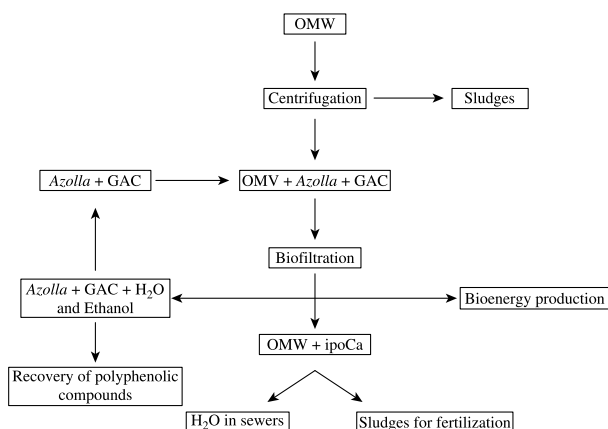 OMW
Centrifugation
Sludges
Azolla + GAC
OMV + Azolla + GAC
Biofiltration
Azolla + GAC + H₂O
and Ethanol
Bioenergy production
OMW + ipoCa
Recovery of polyphenolic
compounds
H₂O in sewers
Sludges for fertilization